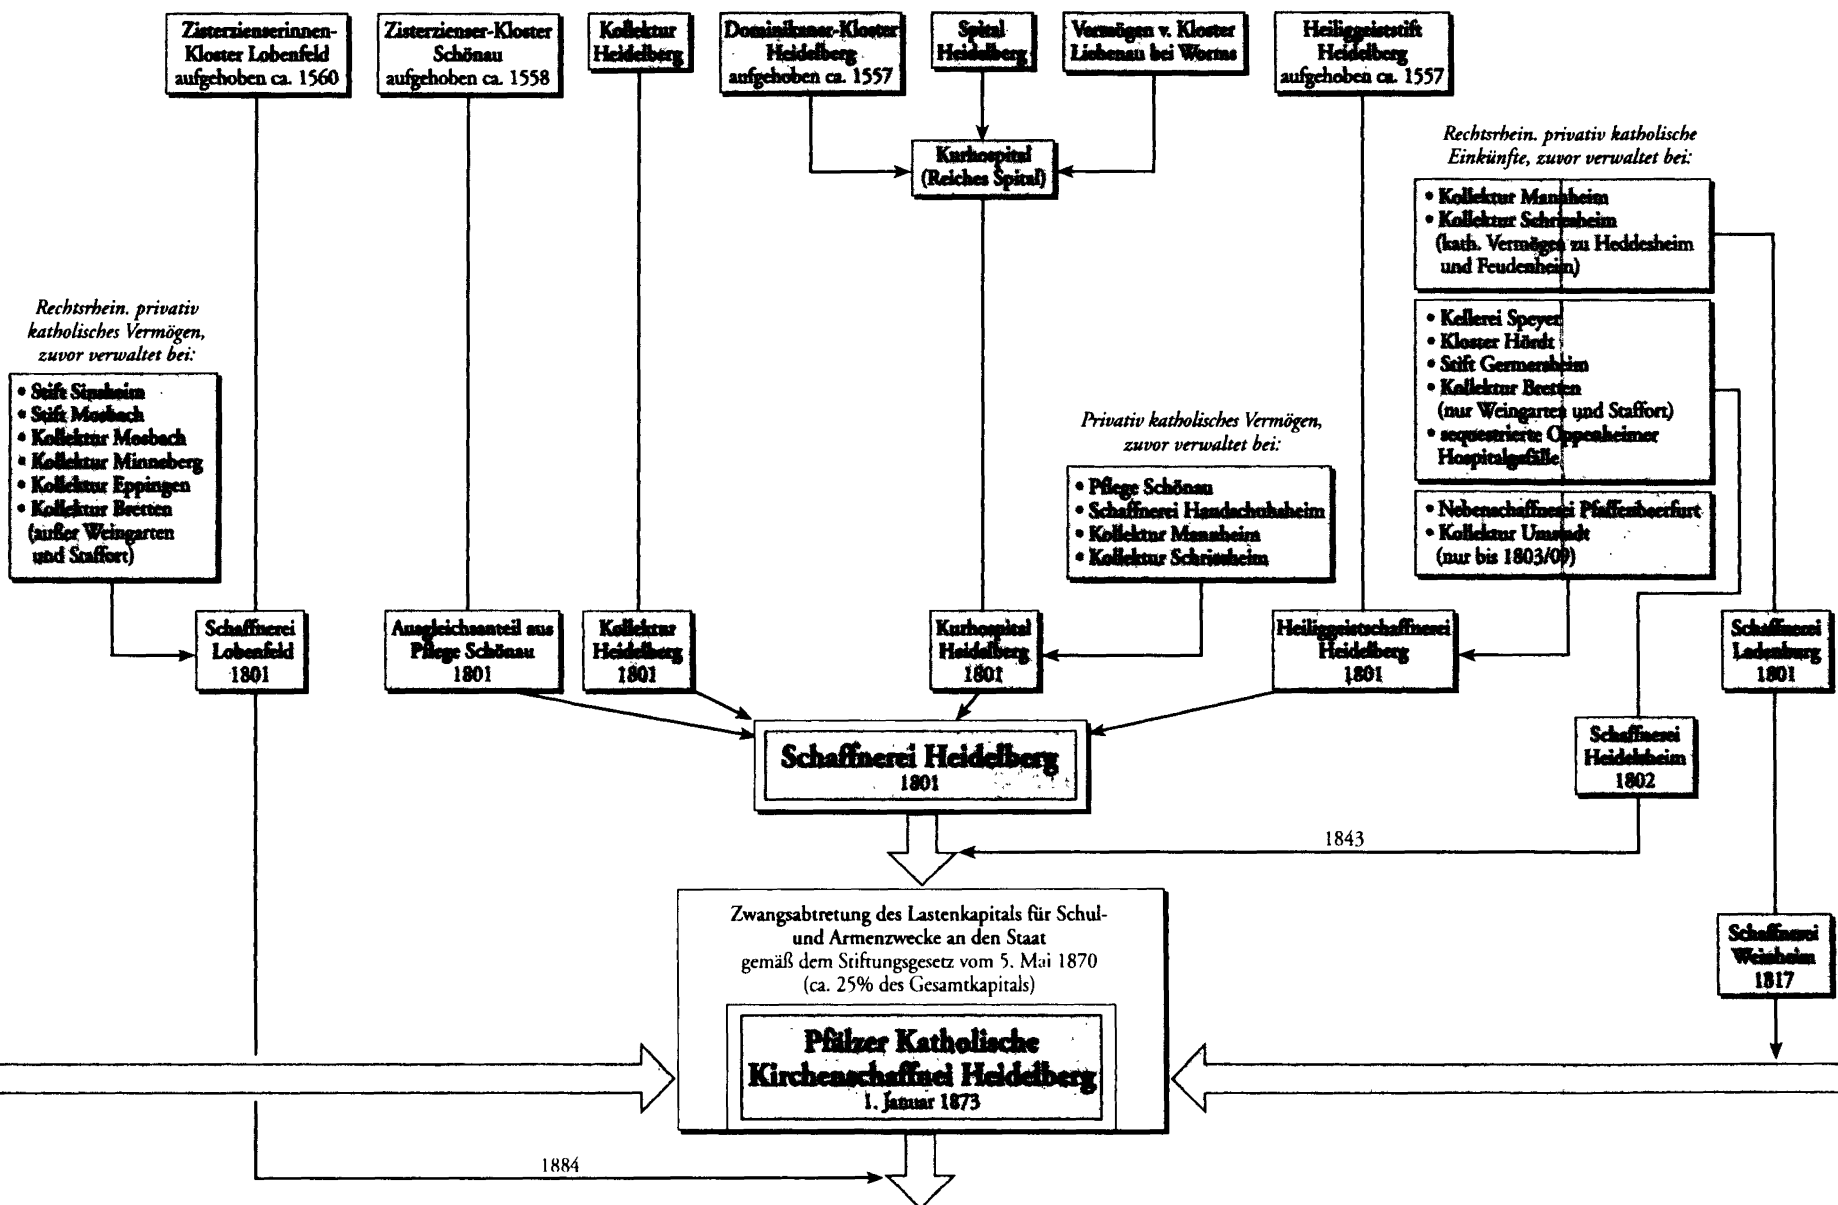 Zisterzienserinnen-
Kloster Lobenfeld
aufgehoben ca. 1560
Zisterzienser-Kloster
Schönau
aufgehoben ca. 1558
Kollektur
Heidelberg
Dominikaner-Kloster
Heidelberg
aufgehoben ca. 1557
Spital
Heidelberg
Vermögen v. Kloster
Liebenau bei Worms
Heiliggeiststift
Heidelberg
aufgehoben ca. 1557
Kurhospital
(Reiches Spital)
Rechtsrhein. privativ katholische
Einkünfte, zuvor verwaltet bei:
• Kollektur Mannheim
• Kollektur Schriesheim
(kath. Vermögen zu Heddesheim
und Feudenheim)
• Kellerei Speyer
• Kloster Hördt
• Stift Germersheim
• Kollektur Bretten
(nur Weingarten und Staffort)
• sequestrierte Oppenheimer
Hospitalgefälle
• Nebenschaffnerei Pfaffenbeerfurt
• Kollektur Umstadt
(nur bis 1803/09)
Rechtsrhein. privativ
katholisches Vermögen,
zuvor verwaltet bei:
• Stift Sinsheim
• Stift Mosbach
• Kollektur Mosbach
• Kollektur Minneberg
• Kollektur Eppingen
• Kollektur Bretten
(außer Weingarten
und Staffort)
Privativ katholisches Vermögen,
zuvor verwaltet bei:
• Pflege Schönau
• Schaffnerei Handschuhsheim
• Kollektur Mannheim
• Kollektur Schriesheim
Schaffnerei
Lobenfeld
1801
Ausgleichsanteil aus
Pflege Schönau
1801
Kollektur
Heidelberg
1801
Kurhospital
Heidelberg
1801
Heiliggeistschaffnerei
Heidelberg
1801
Schaffnerei
Ladenburg
1801
Schaffnerei Heidelberg
1801
Schaffnerei
Heidelsheim
1802
1843
Zwangsabtretung des Lastenkapitals für Schul-
und Armenzwecke an den Staat
gemäß dem Stiftungsgesetz vom 5. Mai 1870
(ca. 25% des Gesamtkapitals)
Schaffnerei
Weinheim
1817
Pfälzer Katholische
Kirchenschaffnei Heidelberg
1. Januar 1873
1884